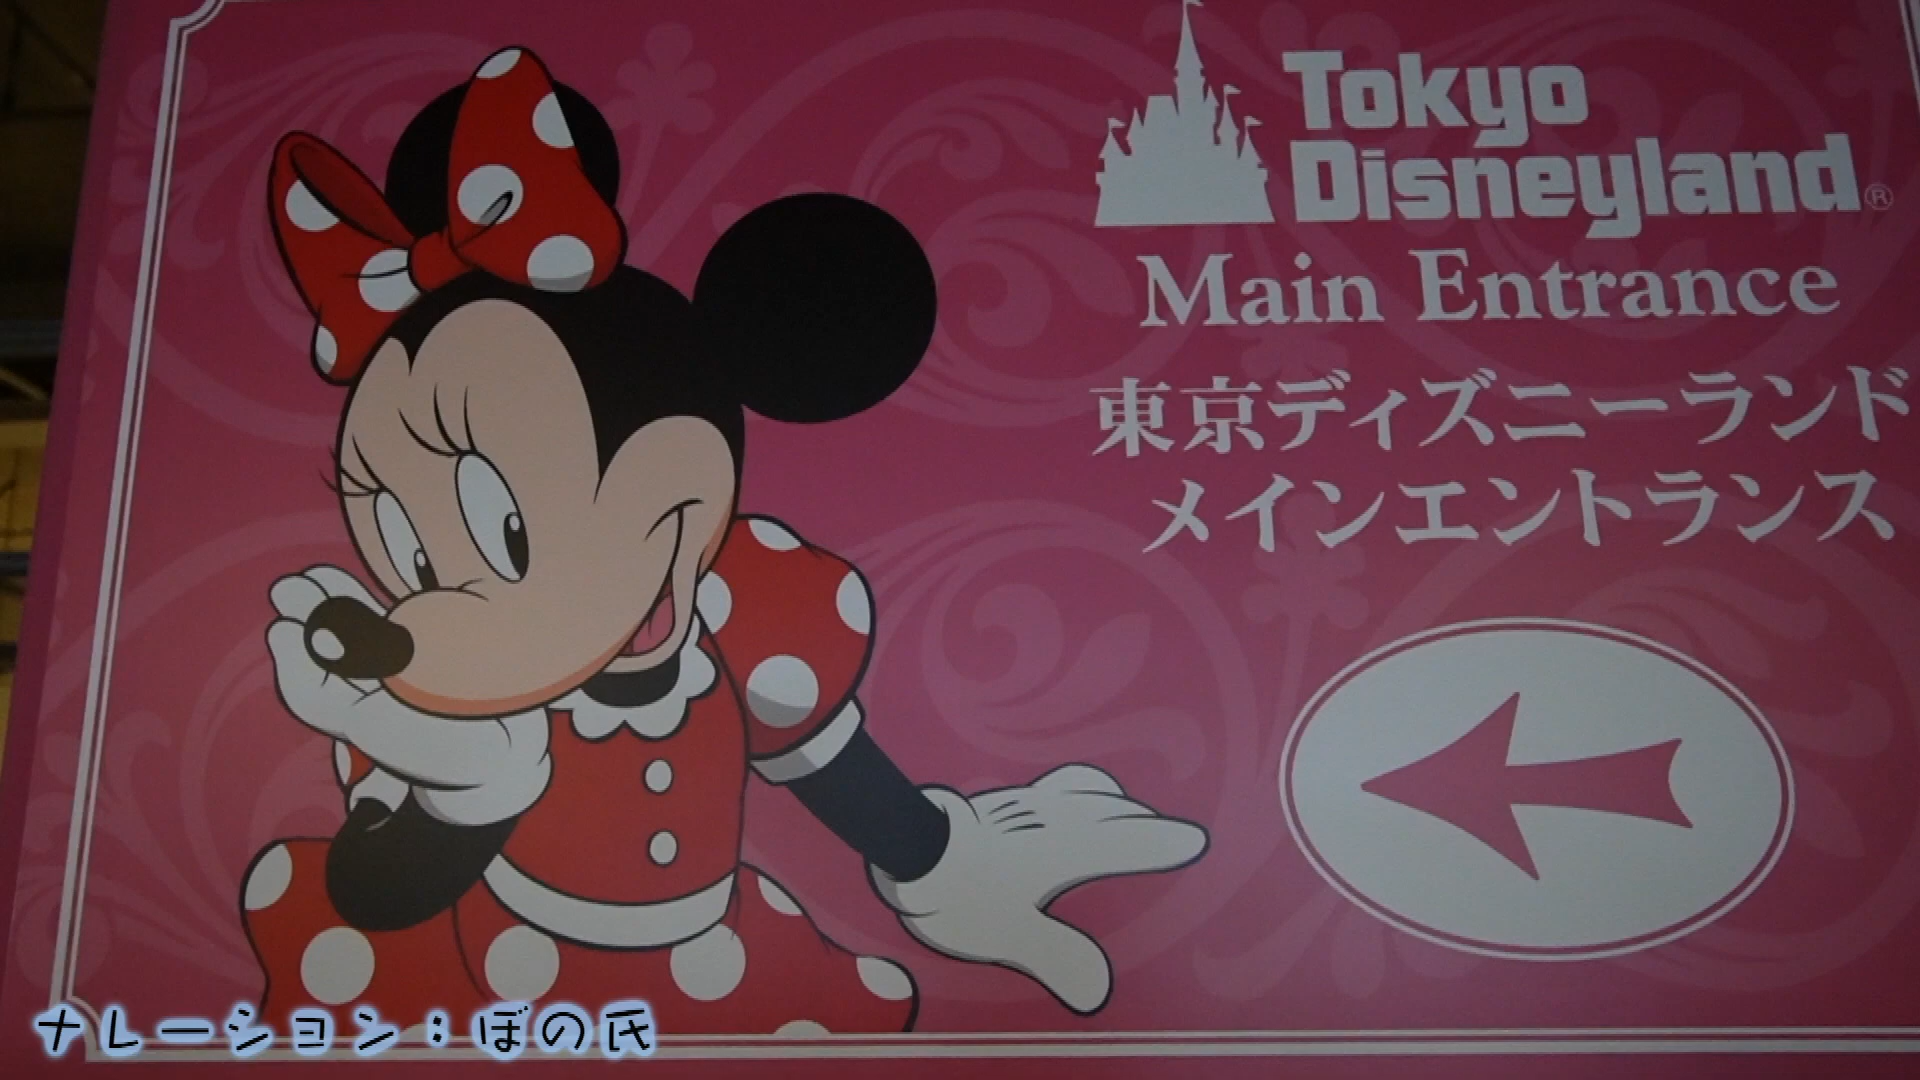 Tokyo
Disneyland®
Main Entrance
東京ディズニーランド
メインエントランス
ナレーション：ぼの氏